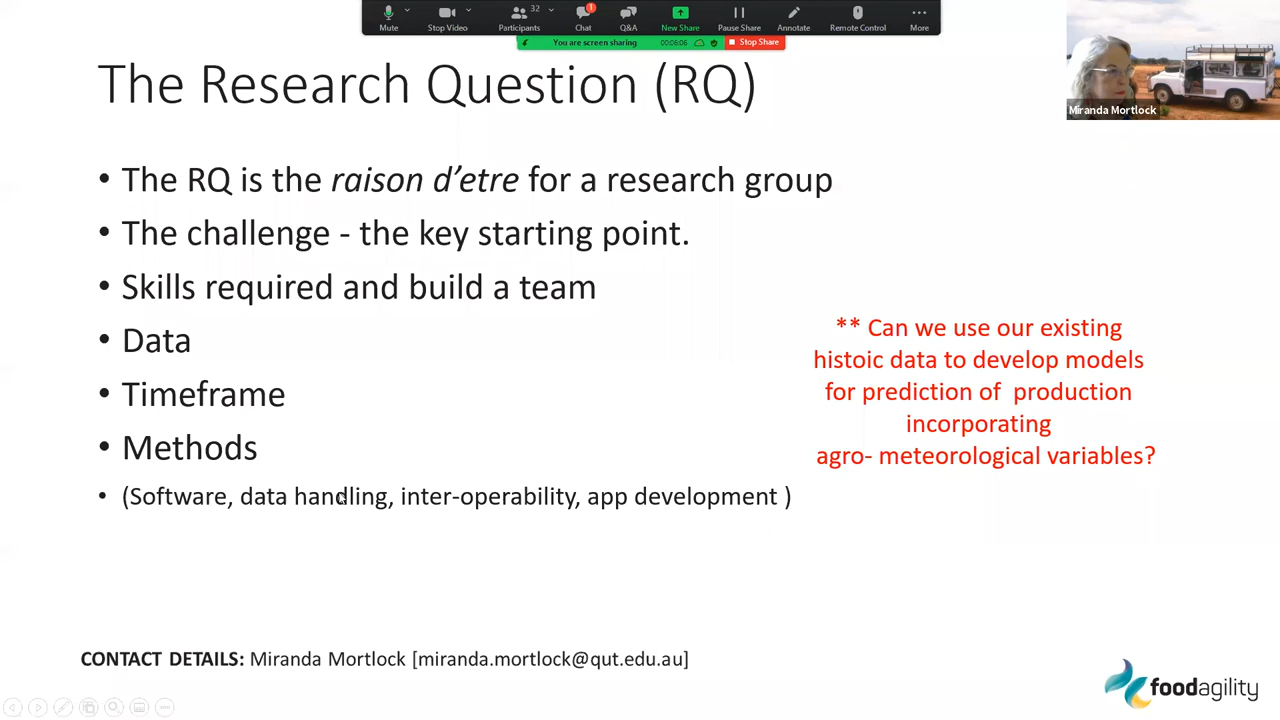 Mute
Stop Video
Participants
32
Chat
1
Q&A
New Share
Pause Share
Annotate
Remote Control
More
You are screen sharing
00:06:06
Stop Share
Miranda Mortlock
The Research Question (RQ)
• The RQ is the raison d’etre for a research group
• The challenge - the key starting point.
• Skills required and build a team
• Data
• Timeframe
• Methods
• (Software, data handling, inter-operability, app development )
** Can we use our existing
histoic data to develop models
for prediction of production
incorporating
agro- meteorological variables?
CONTACT DETAILS: Miranda Mortlock [miranda.mortlock@qut.edu.au]
foodagility